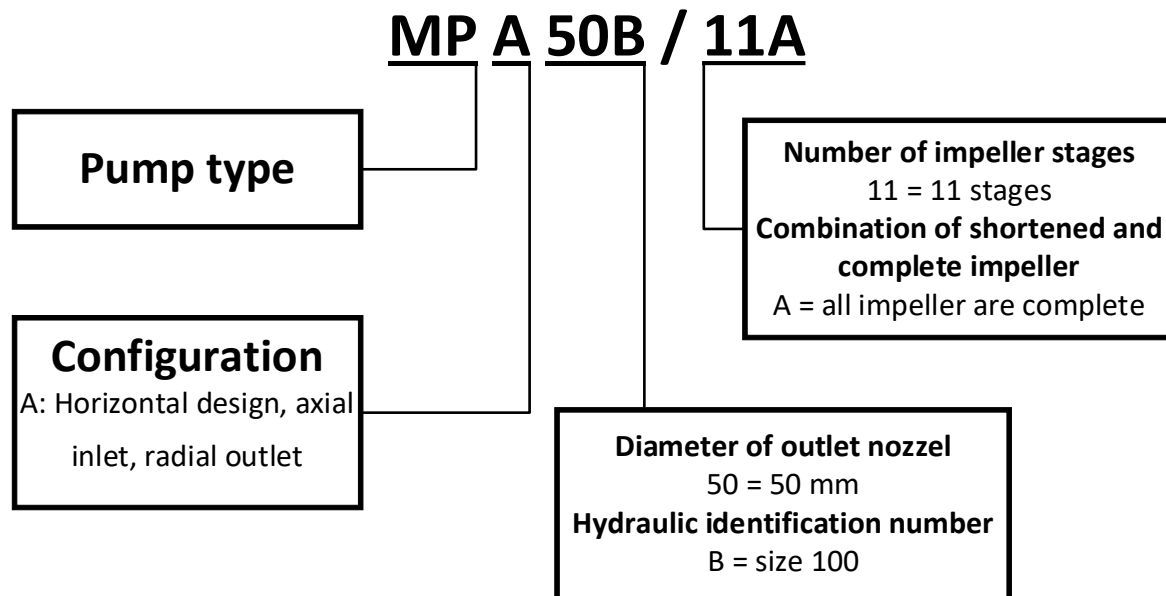 MP A 50B / 11A
Pump type
Configuration
A: Horizontal design, axial
inlet, radial outlet
Number of impeller stages
11 = 11 stages
Combination of shortened and
complete impeller
A = all impeller are complete
Diameter of outlet nozzel
50 = 50 mm
Hydraulic identification number
B = size 100